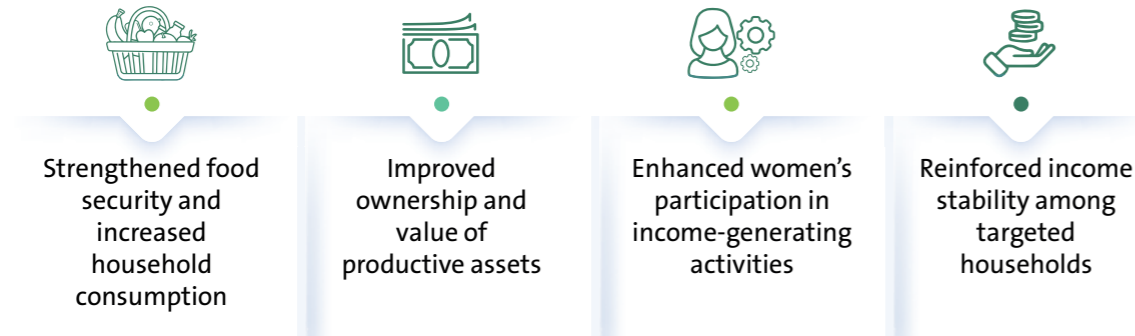 Strengthened food
security and
increased
household
consumption
Improved
ownership and
value of
productive assets
Enhanced women’s
participation in
income-generating
activities
Reinforced income
stability among
targeted
households